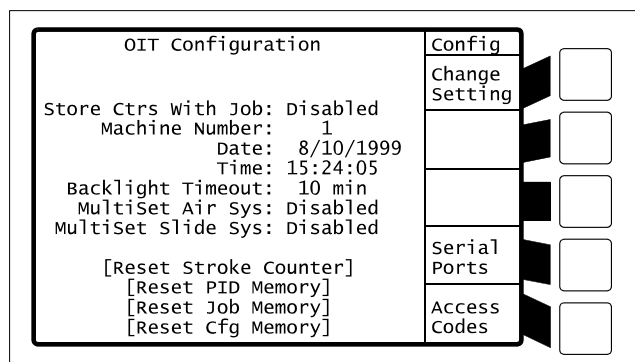 OIT Configuration
Config
Change
Setting
Store Ctrs With Job: Disabled
Machine Number: 1
Date: 8/10/1999
Time: 15:24:05
Backlight Timeout: 10 min
MultiSet Air Sys: Disabled
MultiSet Slide Sys: Disabled
Serial
Ports
[Reset Stroke Counter]
[Reset PID Memory]
[Reset Job Memory]
[Reset Cfg Memory]
Access
Codes